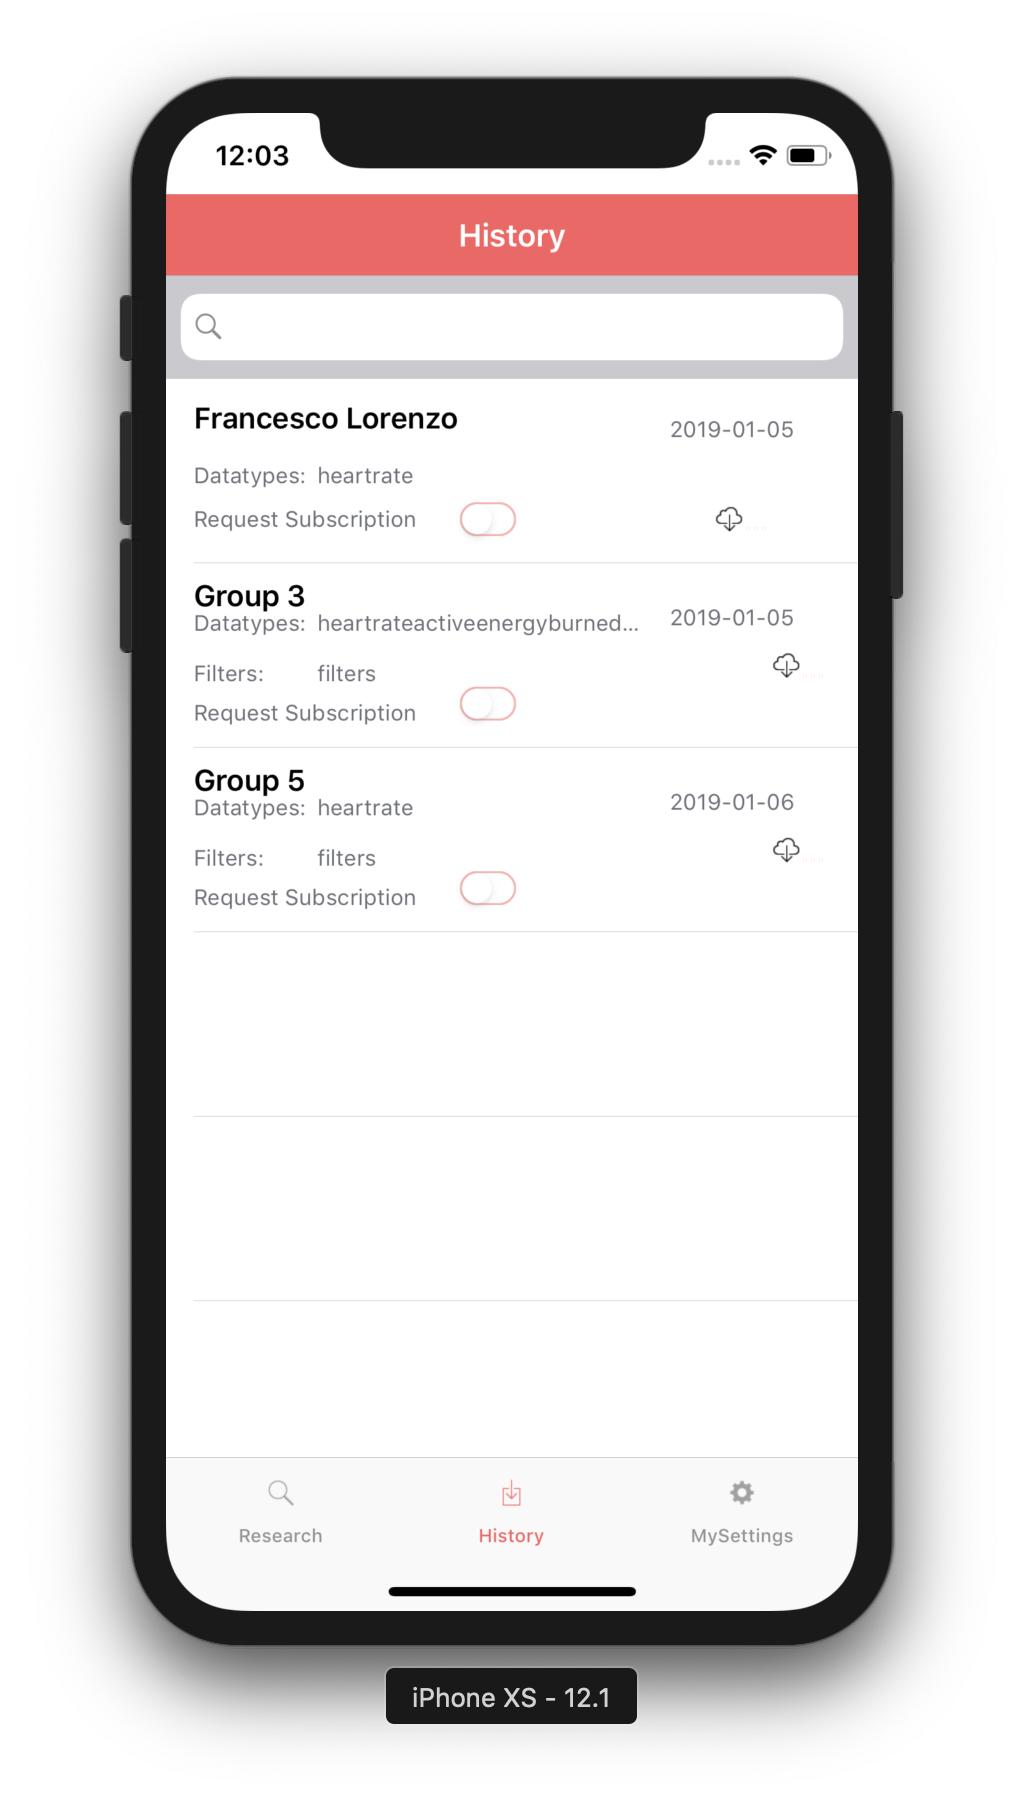 12:03
History
Francesco Lorenzo
2019-01-05
Datatypes: heartrate
Request Subscription
Group 3
2019-01-05
Datatypes: heartrateactiveenergyburned...
Filters: filters
Request Subscription
Group 5
2019-01-06
Datatypes: heartrate
Filters: filters
Request Subscription
Research History MySettings
iPhone XS - 12.1